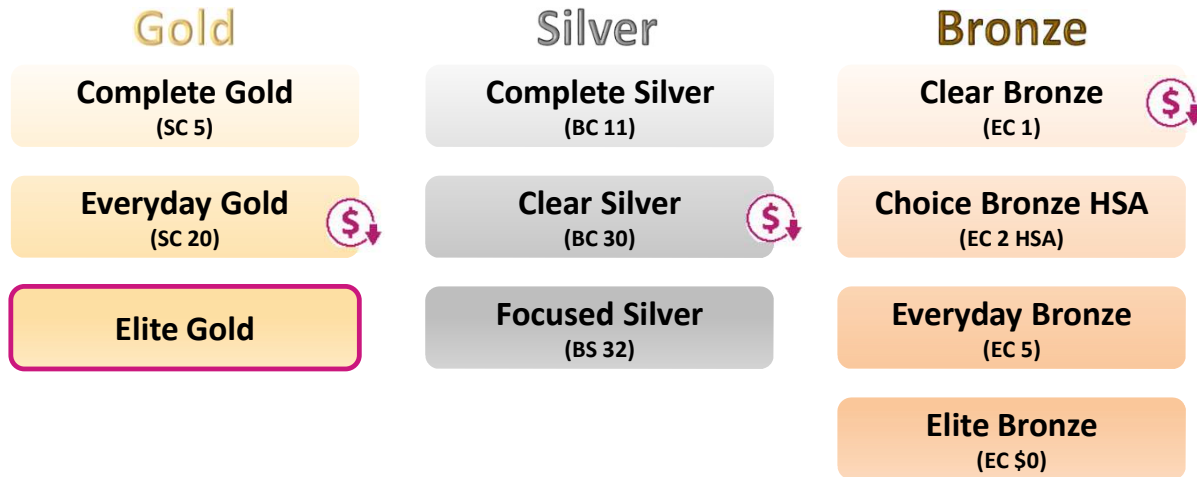 Gold
Complete Gold
(SC 5)
Everyday Gold
(SC 20)
$
Elite Gold
Silver
Complete Silver
(BC 11)
Clear Silver
(BC 30)
$
Focused Silver
(BS 32)
Bronze
Clear Bronze
(EC 1)
$
Choice Bronze HSA
(EC 2 HSA)
Everyday Bronze
(EC 5)
Elite Bronze
(EC $0)